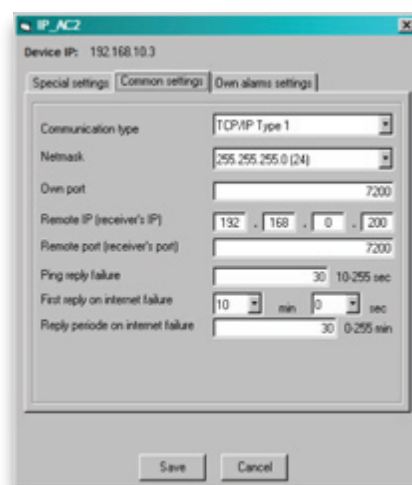 IP_AC2
Device IP: 192.168.10.3
Special settings Common settings Own alarms settings
Communication type TCP/IP Type 1
Netmask 255.255.255.0 (24)
Own port 7200
Remote IP (receiver's IP) 192 . 168 . 0 . 200
Remote port (receiver's port) 7200
Ping reply failure 30 10-255 sec
First reply on internet failure 10 min 0 sec
Reply periode on internet failure 30 0-255 min
Save Cancel